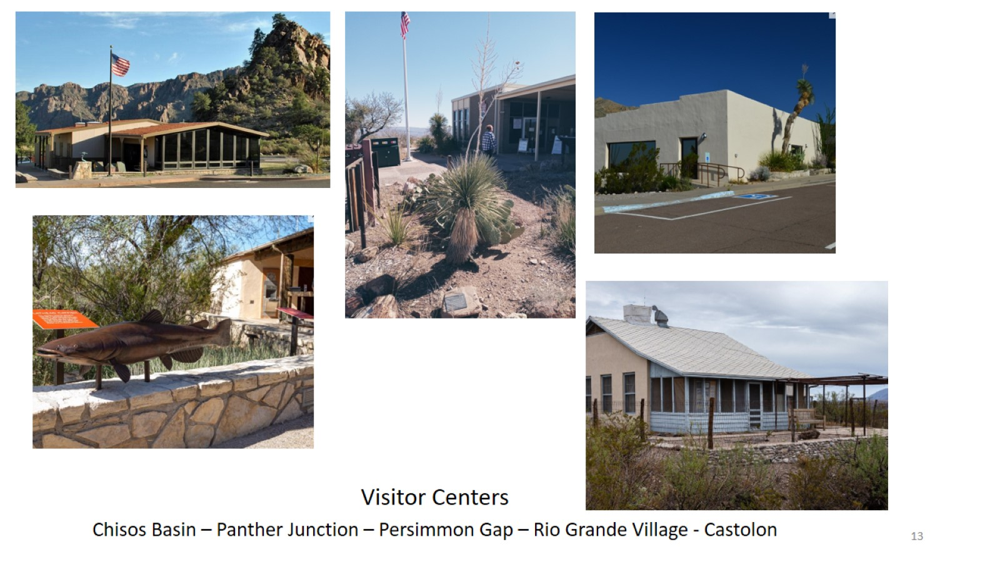 Visitor Centers
Chisos Basin – Panther Junction – Persimmon Gap – Rio Grande Village - Castolon
13